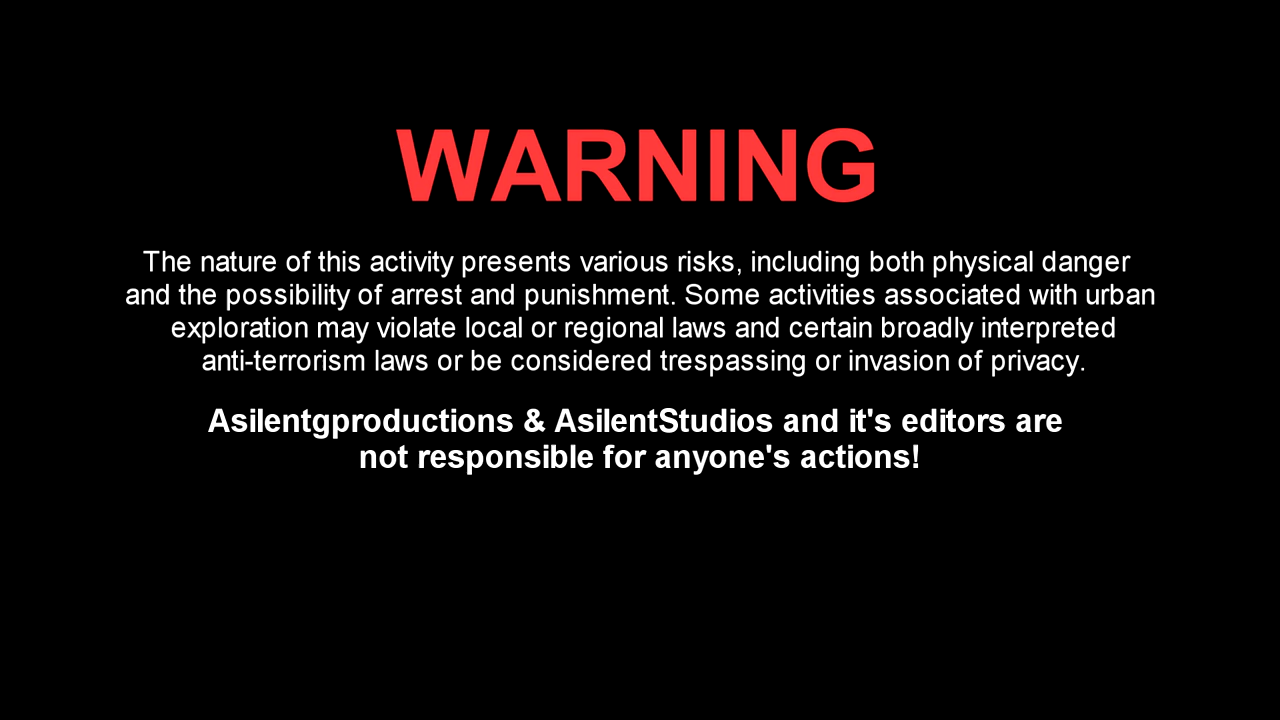 WARNING
The nature of this activity presents various risks, including both physical danger
and the possibility of arrest and punishment. Some activities associated with urban
exploration may violate local or regional laws and certain broadly interpreted
anti-terrorism laws or be considered trespassing or invasion of privacy.
Asilentgproductions & AsilentStudios and it's editors are
not responsible for anyone's actions!